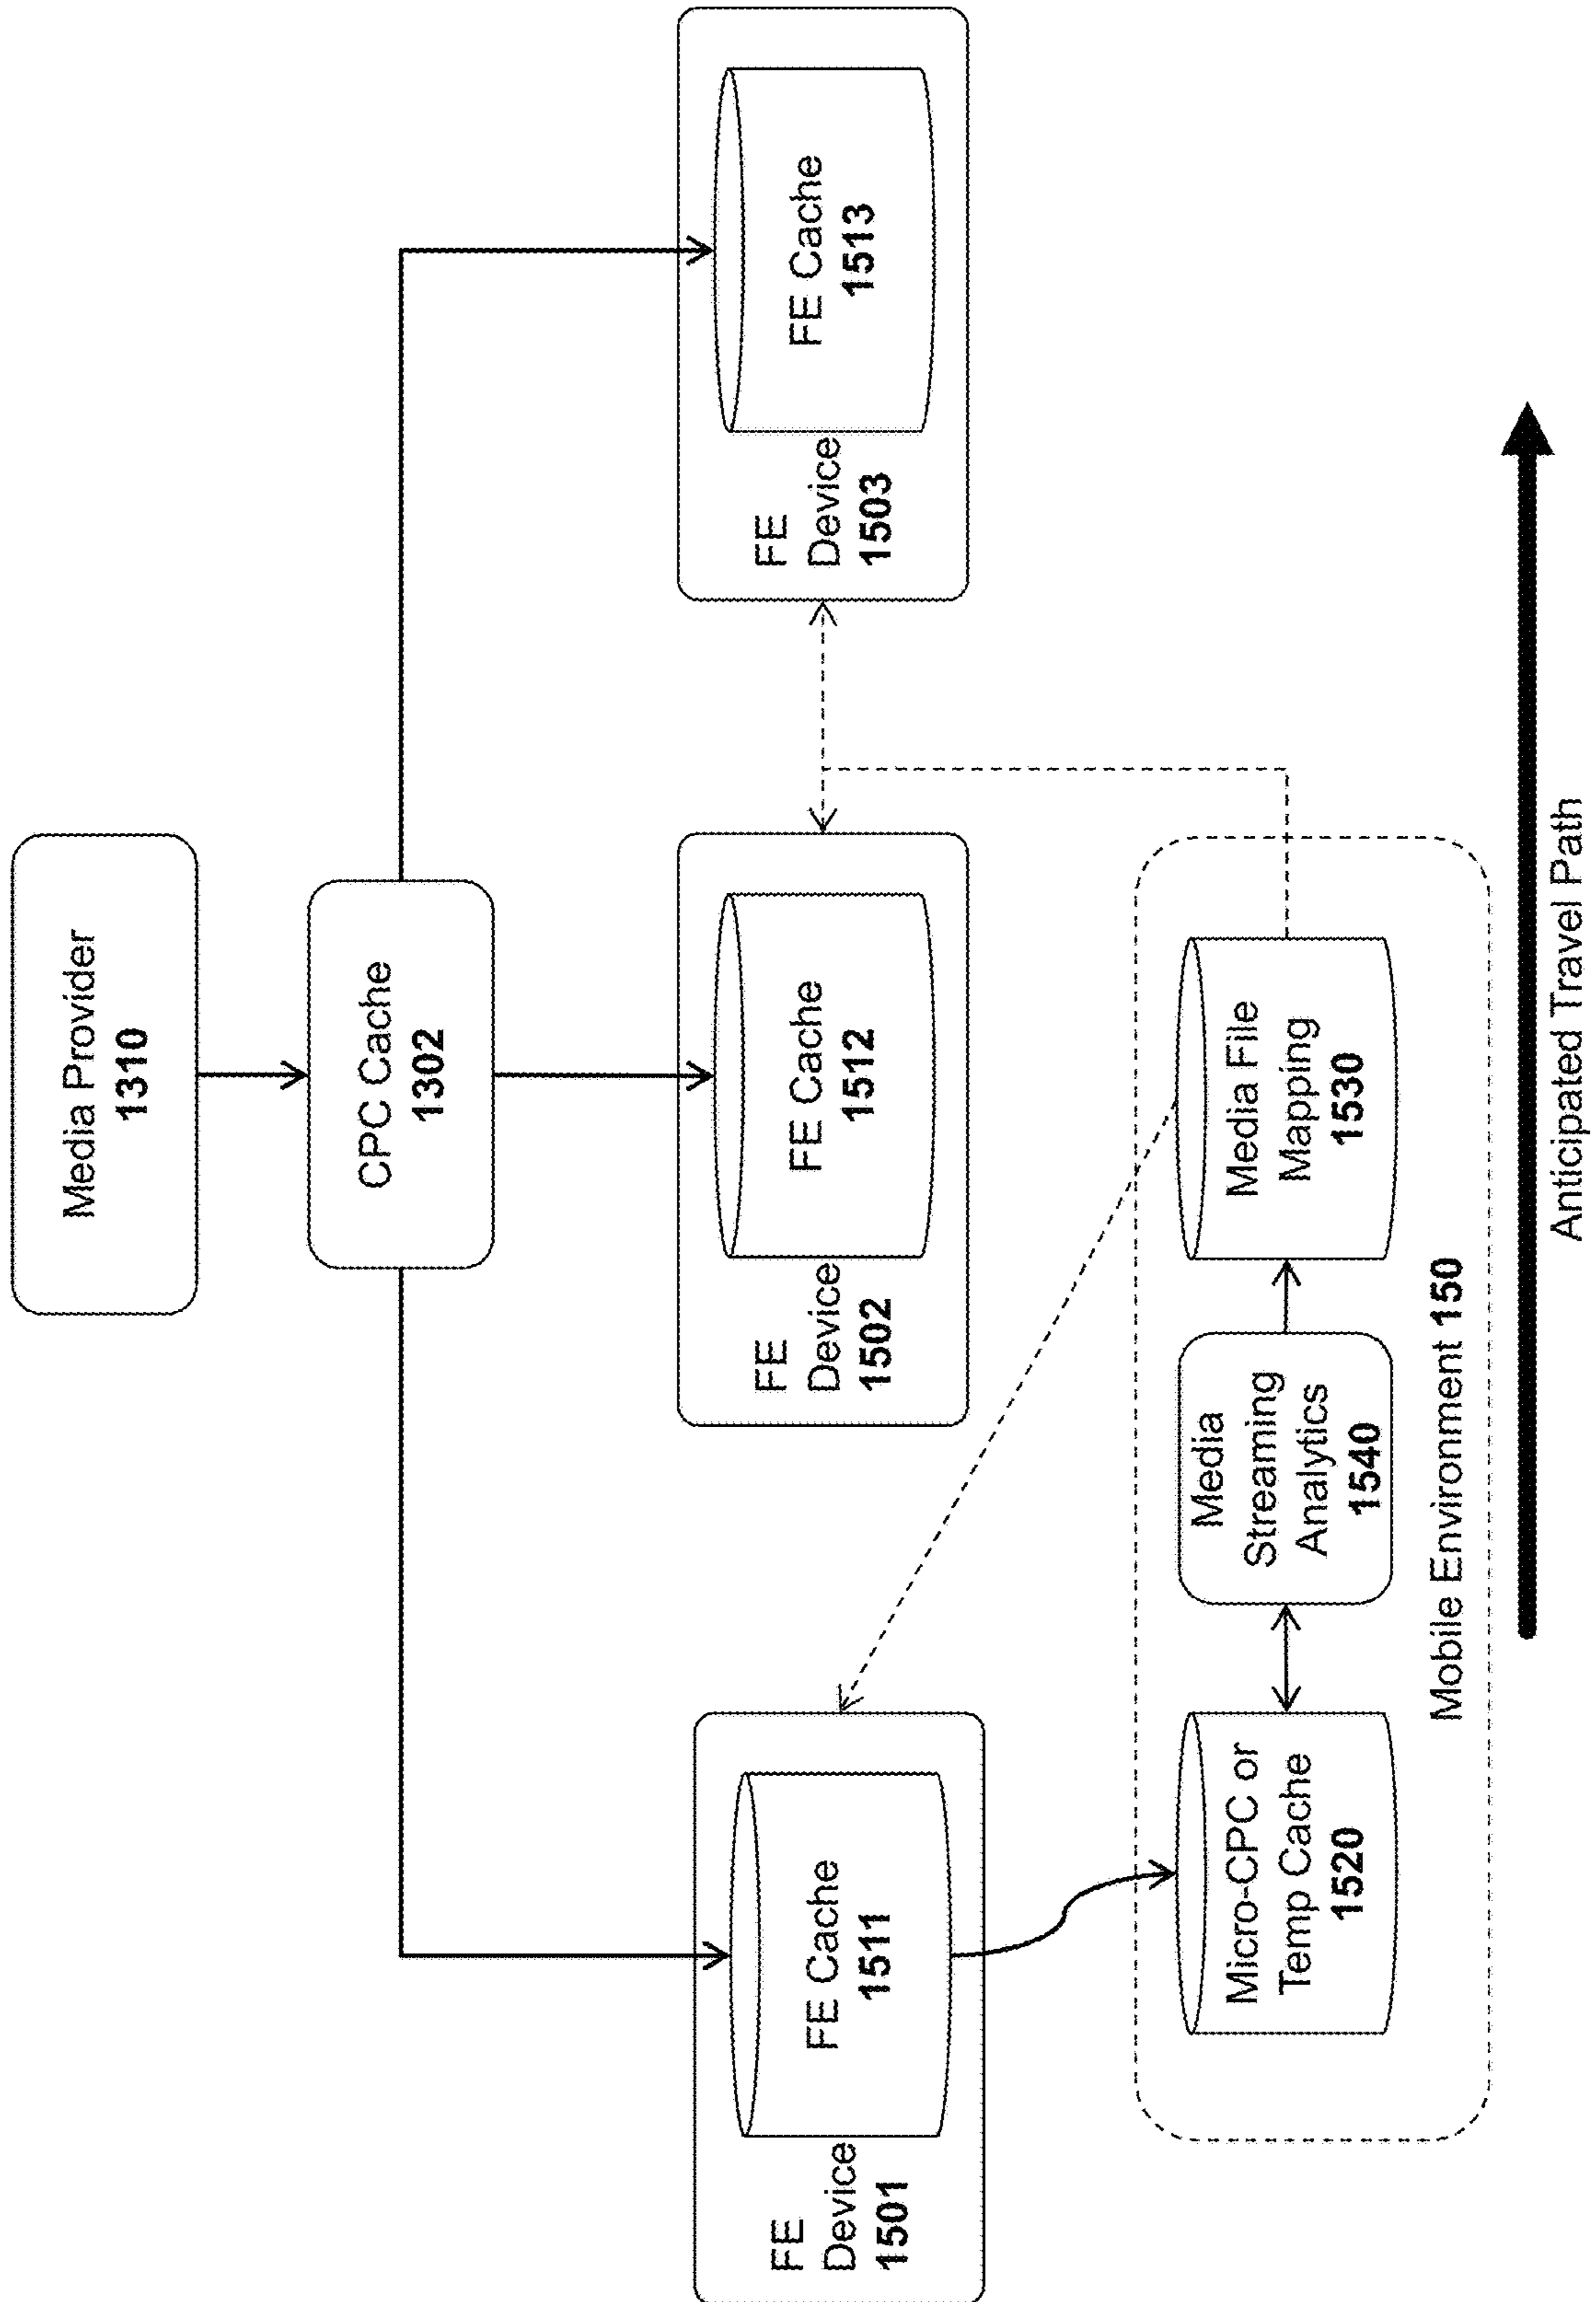 Media Provider
1310
CPC Cache
1302
FE
Device
1501
FE Cache
1511
FE
Device
1502
FE Cache
1512
FE
Device
1503
FE Cache
1513
Micro-CPC or
Temp Cache
1520
Media
Streaming
Analytics
1540
Media File
Mapping
1530
Mobile Environment 150
Anticipated Travel Path